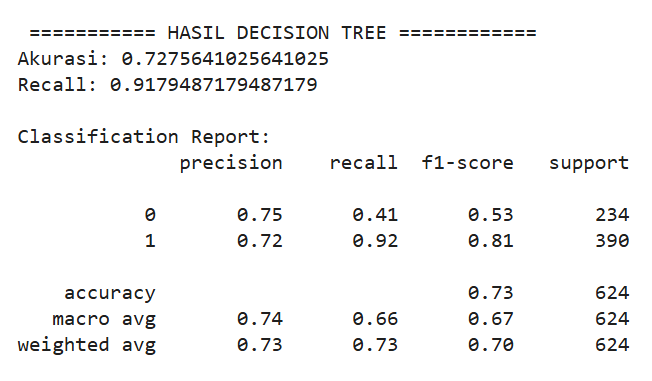 =========== HASIL DECISION TREE ============
Akurasi: 0.7275641025641025
Recall: 0.9179487179487179
Classification Report:
precision recall f1-score support
0 0.75 0.41 0.53 234
1 0.72 0.92 0.81 390
accuracy 0.73 624
macro avg 0.74 0.66 0.67 624
weighted avg 0.73 0.73 0.70 624